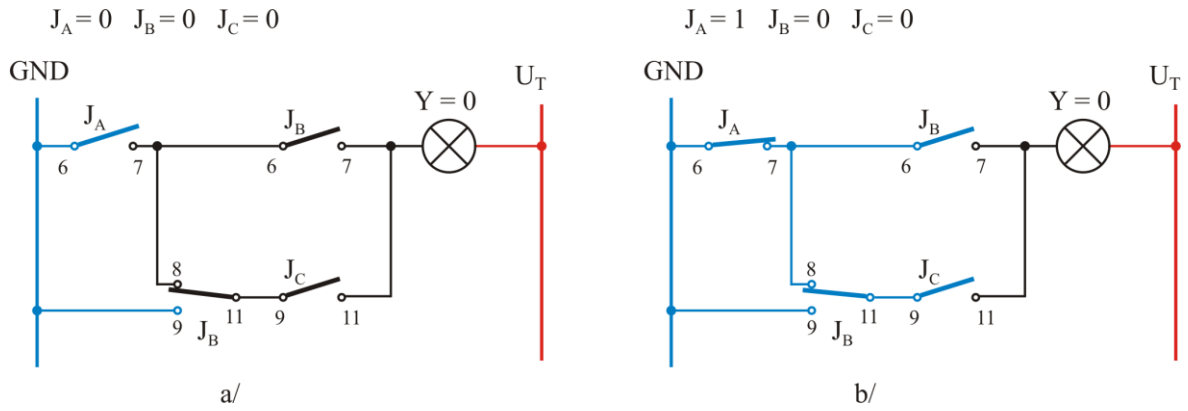 J_A = 0 J_B = 0 J_C = 0
GND
U_T
Y = 0
J_A
J_B
6
7
6
7
8
J_C
9
J_B
11
9
11
a/
J_A = 1 J_B = 0 J_C = 0
GND
U_T
Y = 0
J_A
J_B
6
7
6
7
8
J_C
9
J_B
11
9
11
b/